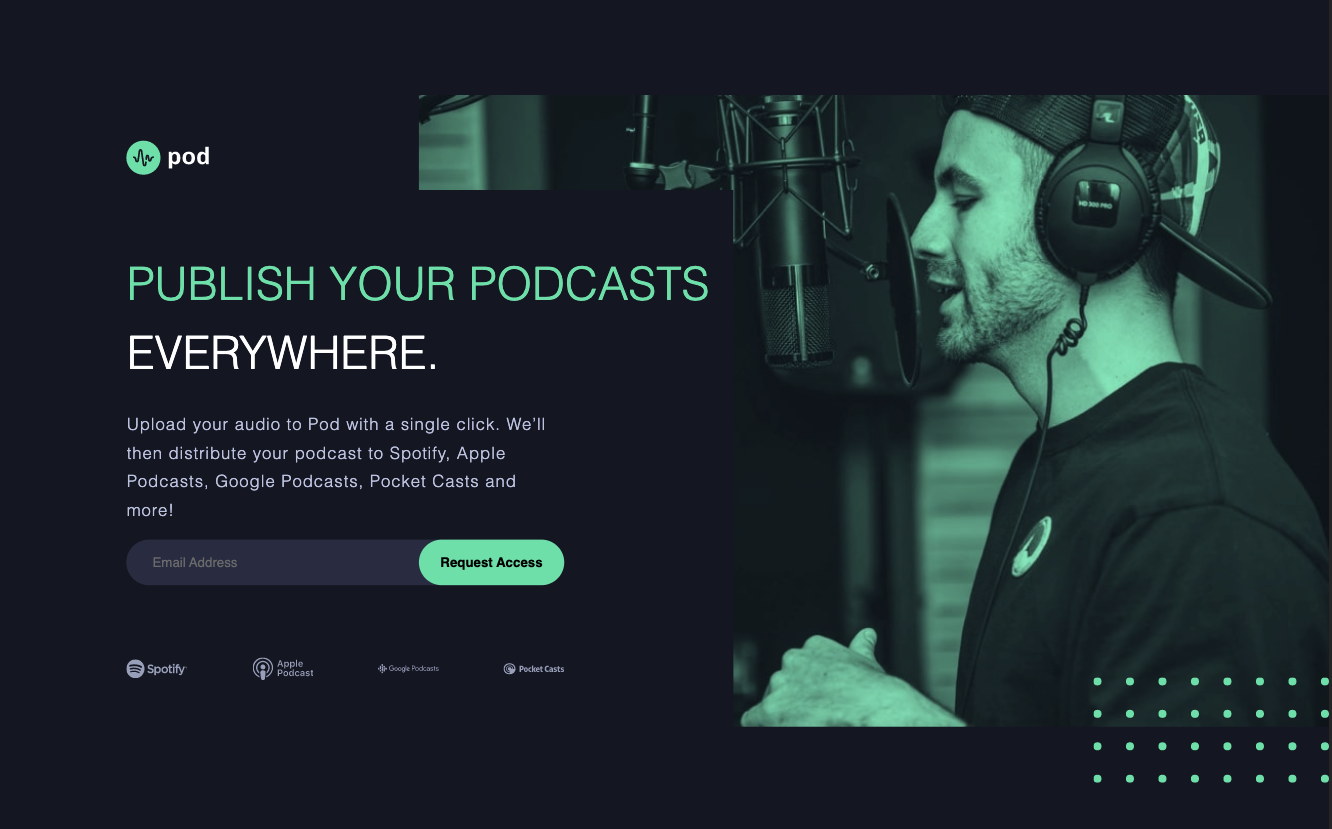 pod
HD 300 PRO
PUBLISH YOUR PODCASTS
EVERYWHERE.
Upload your audio to Pod with a single click. We’ll
then distribute your podcast to Spotify, Apple
Podcasts, Google Podcasts, Pocket Casts and
more!
Email Address
Request Access
Spotify
Apple
Podcast
Google Podcasts
Pocket Casts